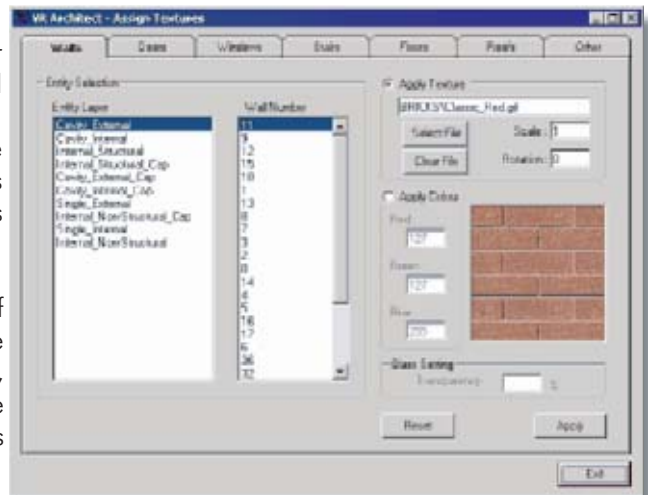 VR Architect - Assign Textures
Walls Doors Windows Stairs Floors Roofs Other
Entity Selection
Entity Layer
Wall Number
Cavity_External
Cavity_Internal
Internal_Structural
Internal_Structural_Cap
Cavity_External_Cap
Cavity_Internal_Cap
Single_External
Internal_NonStructural_Cap
Single_Internal
Internal_NonStructural
11
9
12
15
10
1
13
8
7
3
2
14
4
5
16
17
6
36
32
Apply Texture
BRICKS\Classic_Red.gif
Select File
Scale : 1
Clear File
Rotation: 0
Apply Colour
Red
127
Green
127
Blue
255
Glass Setting
Transparency %
Reset
Apply
Exit